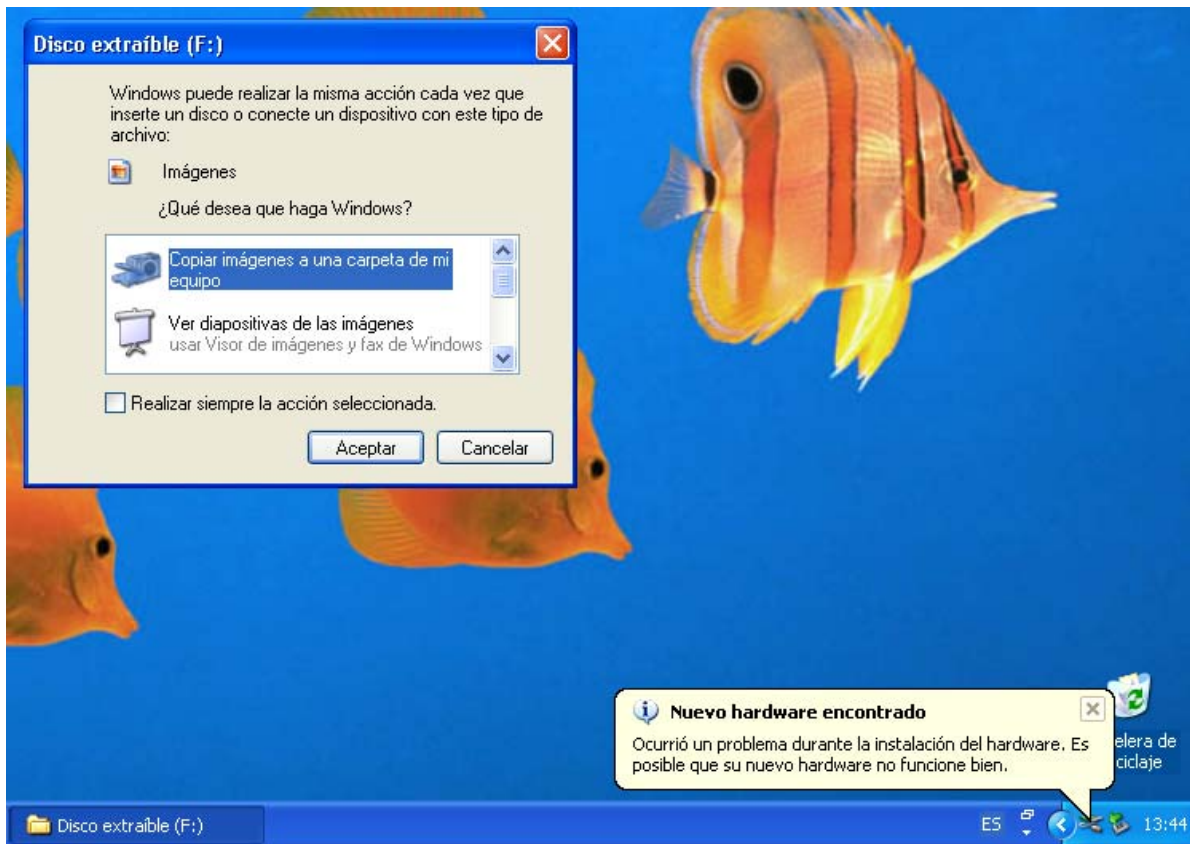 Disco extraíble (F:)
Windows puede realizar la misma acción cada vez que
inserte un disco o conecte un dispositivo con este tipo de
archivo:
Imágenes
¿Qué desea que haga Windows?
Copiar imágenes a una carpeta de mi
equipo
Ver diapositivas de las imágenes
usar Visor de imágenes y fax de Windows
Realizar siempre la acción seleccionada.
Aceptar Cancelar
Nuevo hardware encontrado
Ocurrió un problema durante la instalación del hardware. Es
posible que su nuevo hardware no funcione bien.
elera de
ciclaje
Disco extraíble (F:) ES 13:44